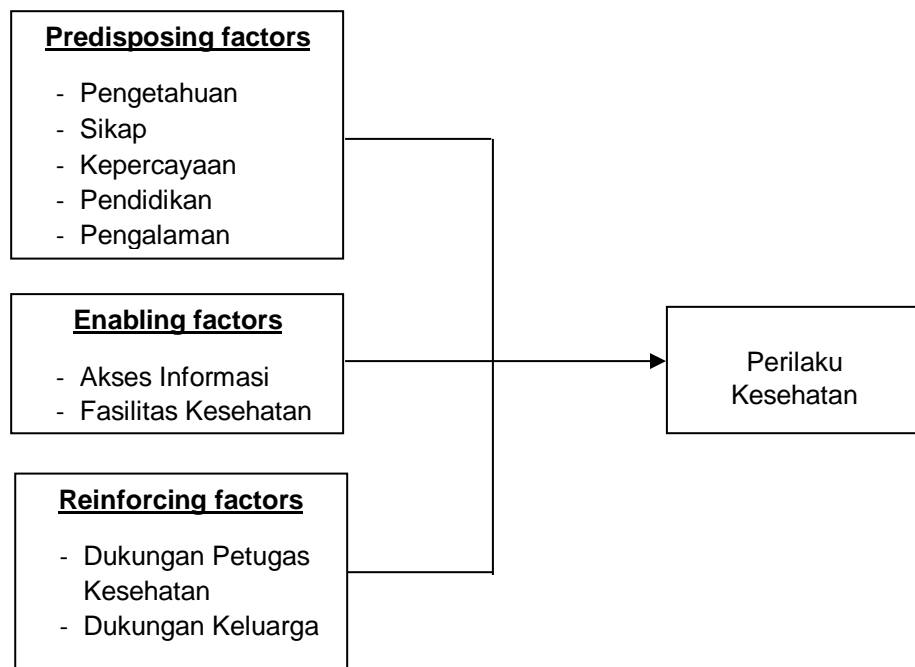 Predisposing factors
- Pengetahuan
- Sikap
- Kepercayaan
- Pendidikan
- Pengalaman
Enabling factors
- Akses Informasi
- Fasilitas Kesehatan
Reinforcing factors
- Dukungan Petugas
Kesehatan
- Dukungan Keluarga
Perilaku
Kesehatan